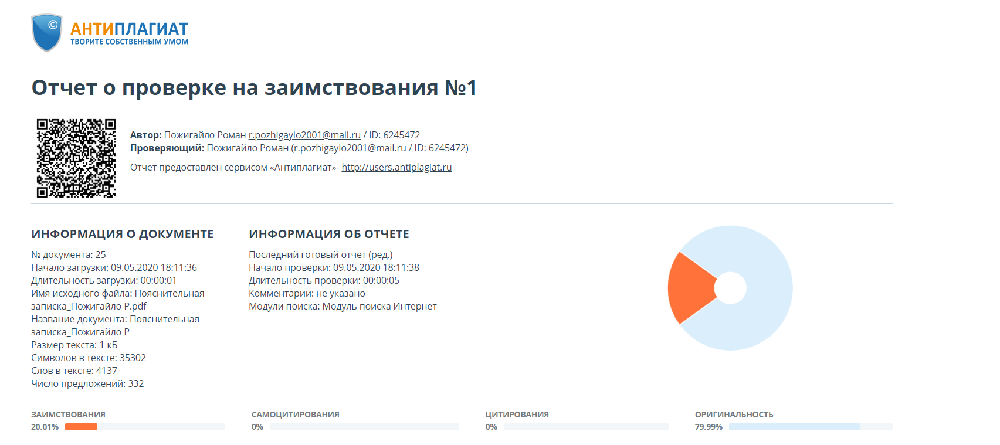 ©
АНТИПЛАГИАТ
ТВОРИТЕ СОБСТВЕННЫМ УМОМ
Отчет о проверке на заимствования №1
Автор: Пожигайло Роман r.pozhigaylo2001@mail.ru / ID: 6245472
Проверяющий: Пожигайло Роман (r.pozhigaylo2001@mail.ru / ID: 6245472)
Отчет предоставлен сервисом «Антиплагиат»- http://users.antiplagiat.ru
ИНФОРМАЦИЯ О ДОКУМЕНТЕ
№ документа: 25
Начало загрузки: 09.05.2020 18:11:36
Длительность загрузки: 00:00:01
Имя исходного файла: Пояснительная
записка_Пожигайло Р.pdf
Название документа: Пояснительная
записка_Пожигайло Р
Размер текста: 1 кБ
Символов в тексте: 35302
Слов в тексте: 4137
Число предложений: 332
ИНФОРМАЦИЯ ОБ ОТЧЕТЕ
Последний готовый отчет (ред.)
Начало проверки: 09.05.2020 18:11:38
Длительность проверки: 00:00:05
Комментарии: не указано
Модули поиска: Модуль поиска Интернет
ЗАИМСТВОВАНИЯ
20,01%
САМОЦИТИРОВАНИЯ
0%
ЦИТИРОВАНИЯ
0%
ОРИГИНАЛЬНОСТЬ
79,99%